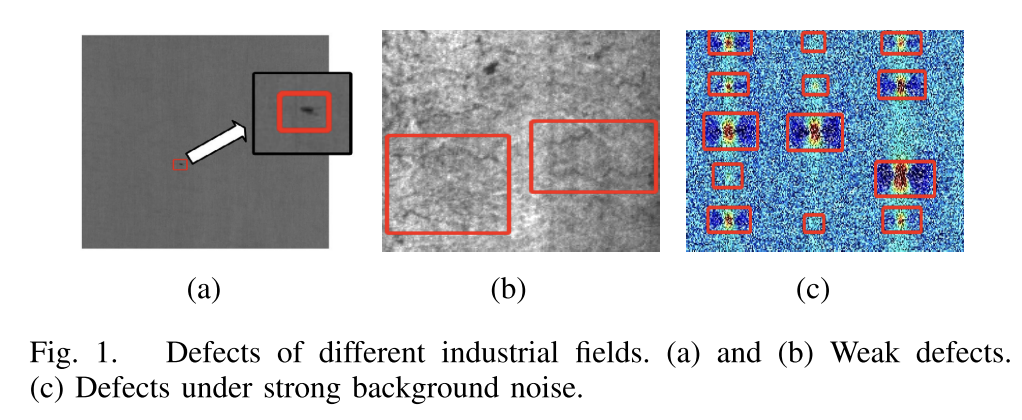 (a)
(b)
(c)
Fig. 1. Defects of different industrial fields. (a) and (b) Weak defects.
(c) Defects under strong background noise.